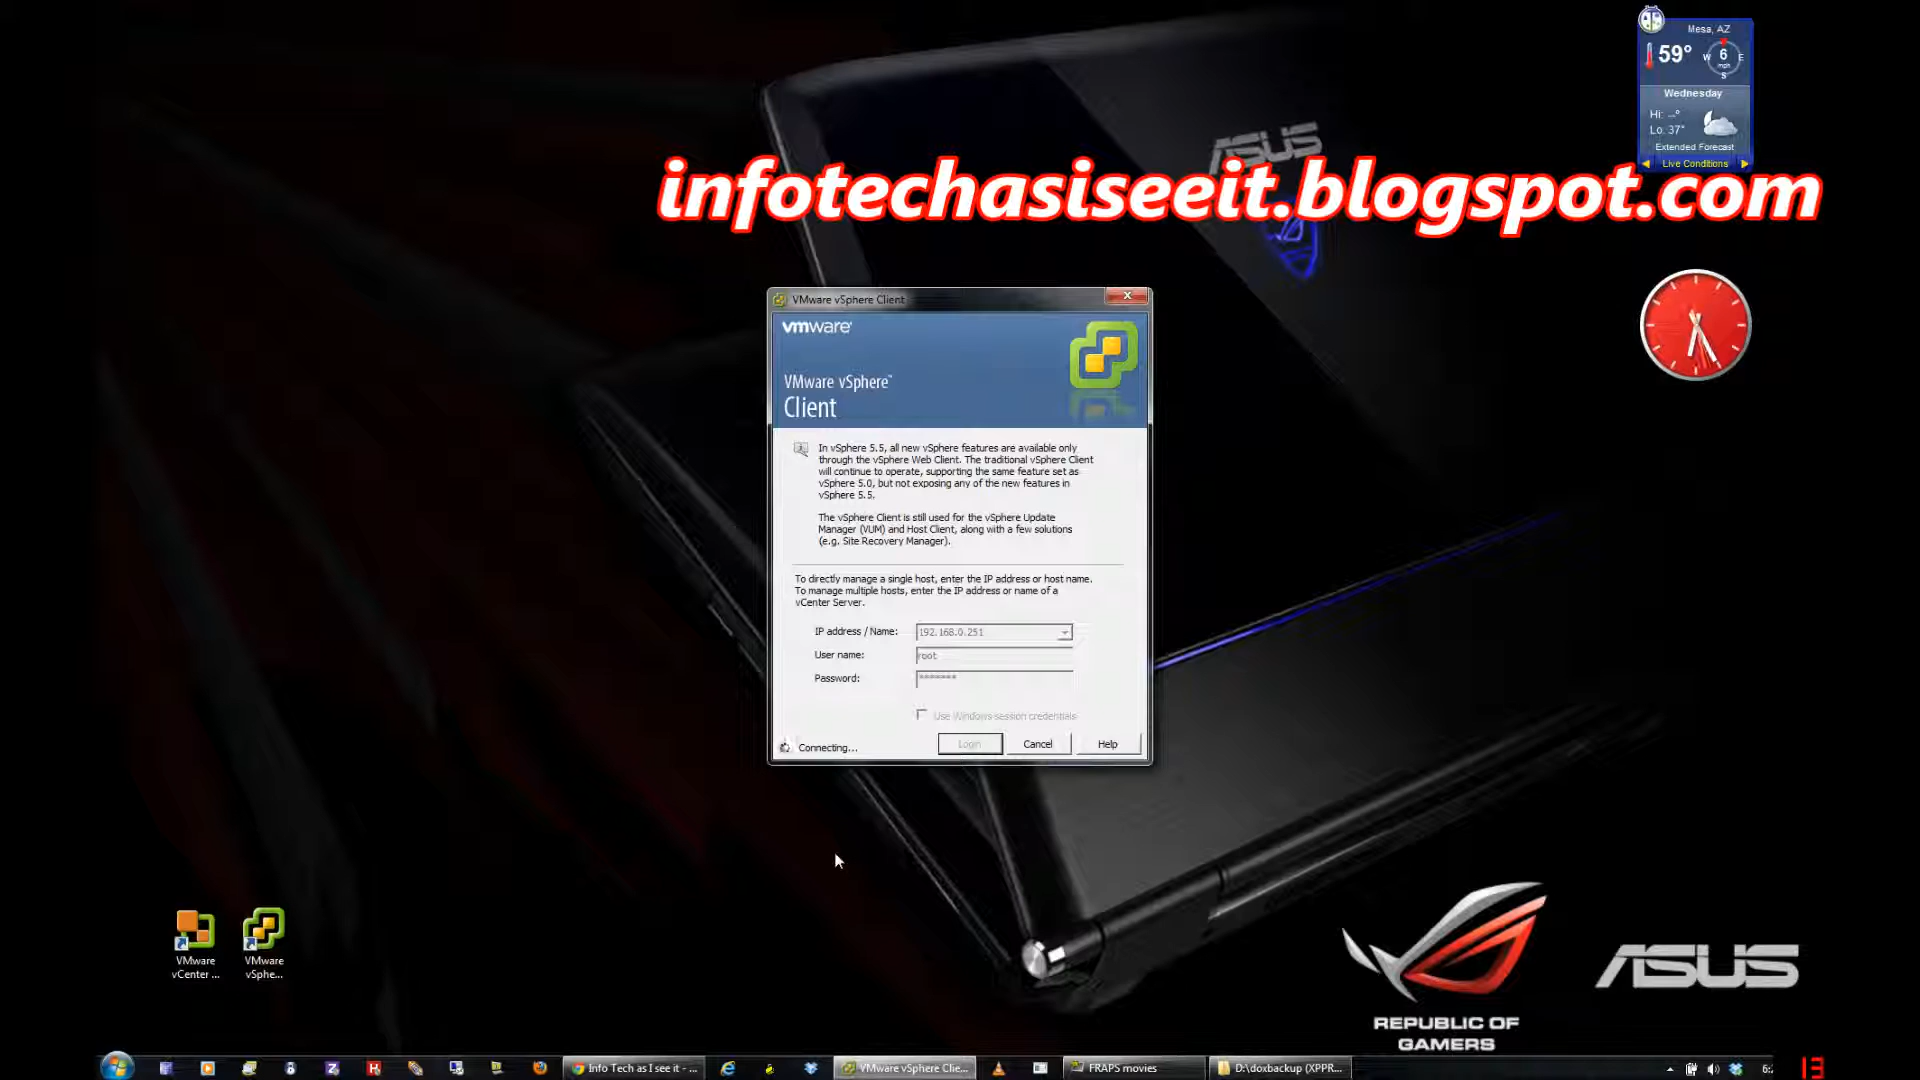 Mesa, AZ
59°
W 6 E
mph
S
Wednesday
Hi: --°
Lo: 37°
Extended Forecast
Live Conditions
ASUS
infotechasiseeit.blogspot.com
VMware vSphere Client
vmware
VMware vSphere™
Client
In vSphere 5.5, all new vSphere features are available only
through the vSphere Web Client. The traditional vSphere Client
will continue to operate, supporting the same feature set as
vSphere 5.0, but not exposing any of the new features in
vSphere 5.5.
The vSphere Client is still used for the vSphere Update
Manager (VUM) and Host Client, along with a few solutions
(e.g. Site Recovery Manager).
To directly manage a single host, enter the IP address or host name.
To manage multiple hosts, enter the IP address or name of a
vCenter Server.
IP address / Name: 192.168.0.251
User name: root
Password: *******
Use Windows session credentials
Connecting...
Login Cancel Help
VMware
vCenter ...
VMware
vSphe...
REPUBLIC OF
GAMERS
ASUS
Info Tech as I see it - ...
VMware vSphere Clie...
FRAPS movies
D:\doxbackup (XPPR...
13